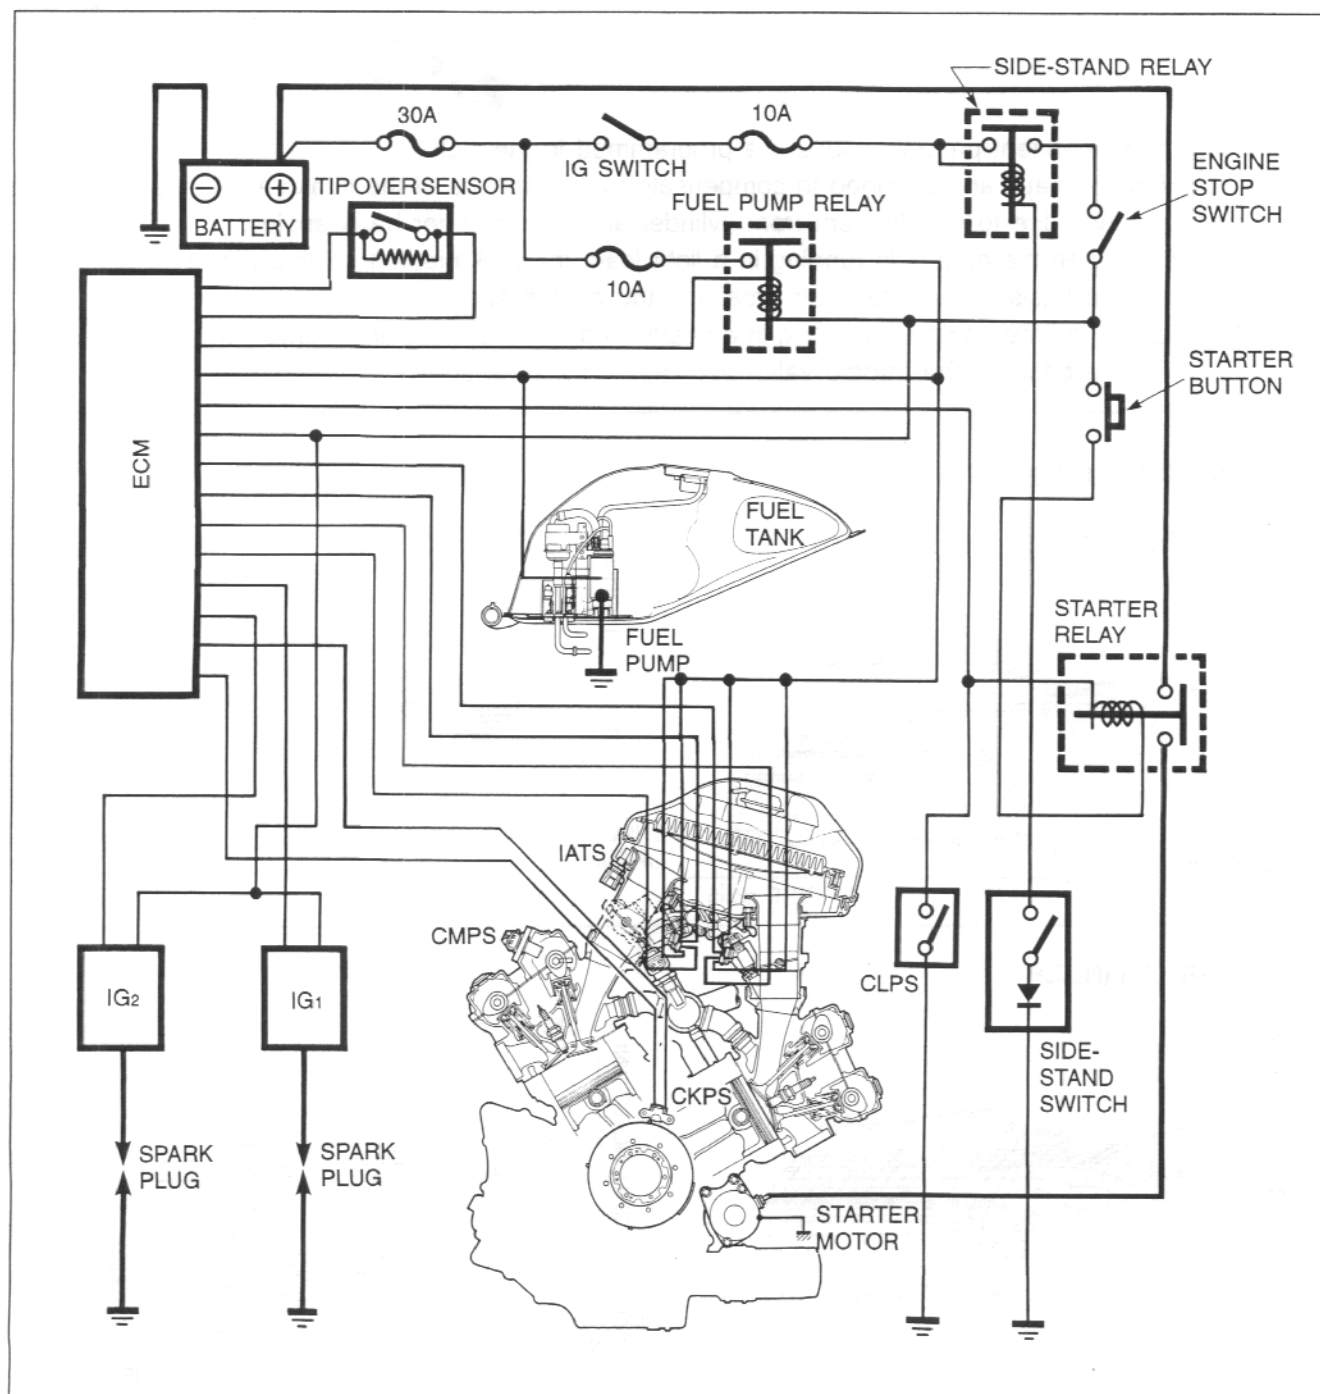 SIDE-STAND RELAY
30A
10A
IG SWITCH
ENGINE
STOP
SWITCH
TIP OVER SENSOR
BATTERY
FUEL PUMP RELAY
10A
STARTER
BUTTON
ECM
FUEL
TANK
FUEL
PUMP
STARTER
RELAY
IATS
CMPS
CLPS
IG2
IG1
SIDE-
STAND
SWITCH
CKPS
SPARK
PLUG
SPARK
PLUG
STARTER
MOTOR